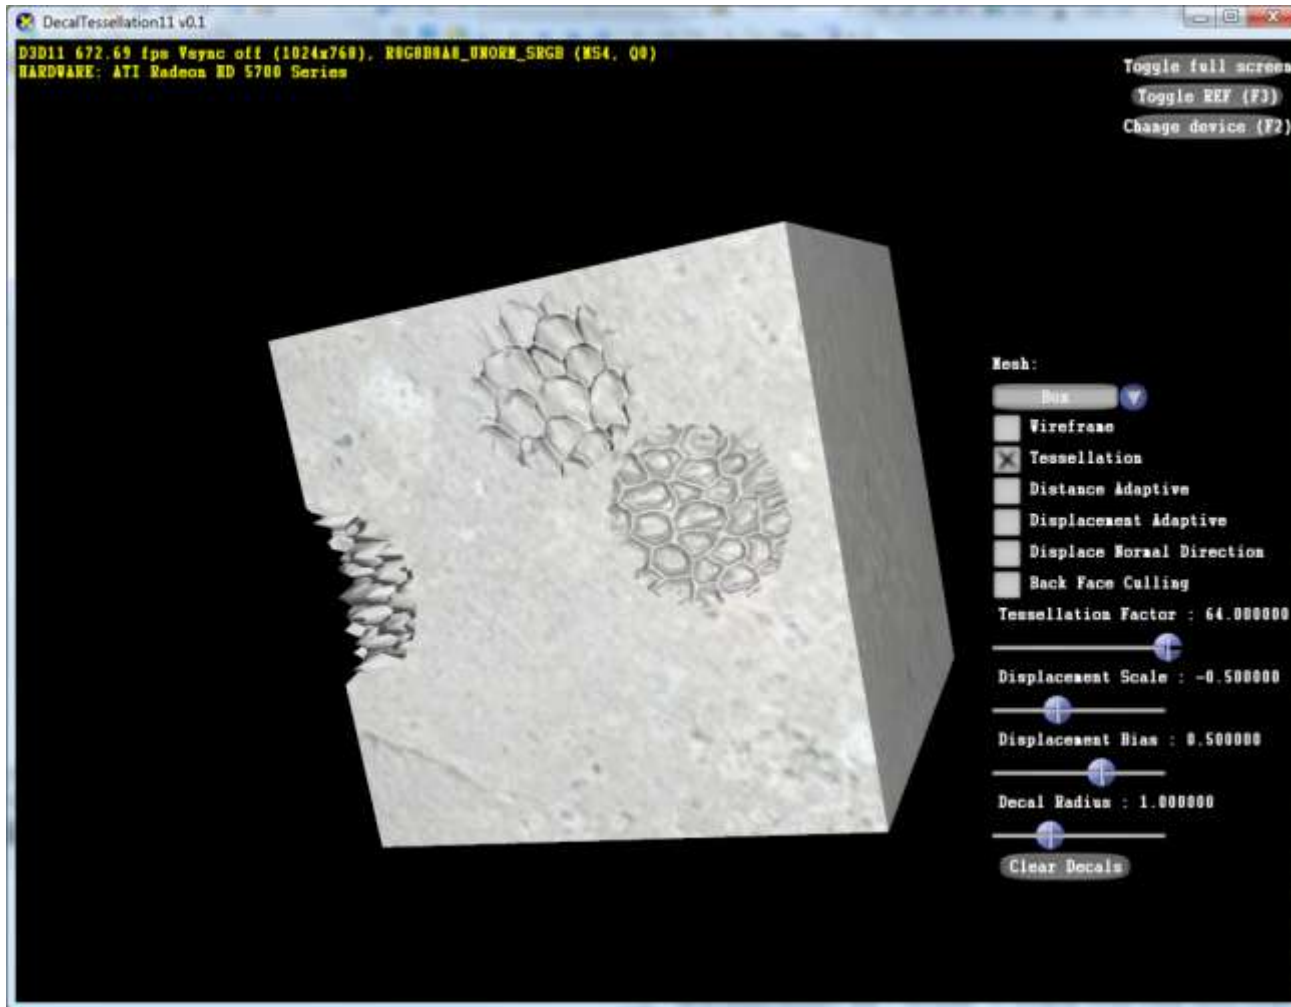 DecalTessellation11 v0.1
D3D11 672.69 fps Vsync off (1024x768), R8G8B8A8_UNORM_SRGB (MS4, Q0)
HARDWARE: ATI Radeon HD 5700 Series
Toggle full screen
Toggle REF (F3)
Change device (F2)
Mesh:
Box
Wireframe
Tessellation
Distance Adaptive
Displacement Adaptive
Displace Normal Direction
Back Face Culling
Tessellation Factor : 64.000000
Displacement Scale : -0.500000
Displacement Bias : 0.500000
Decal Radius : 1.000000
Clear Decals